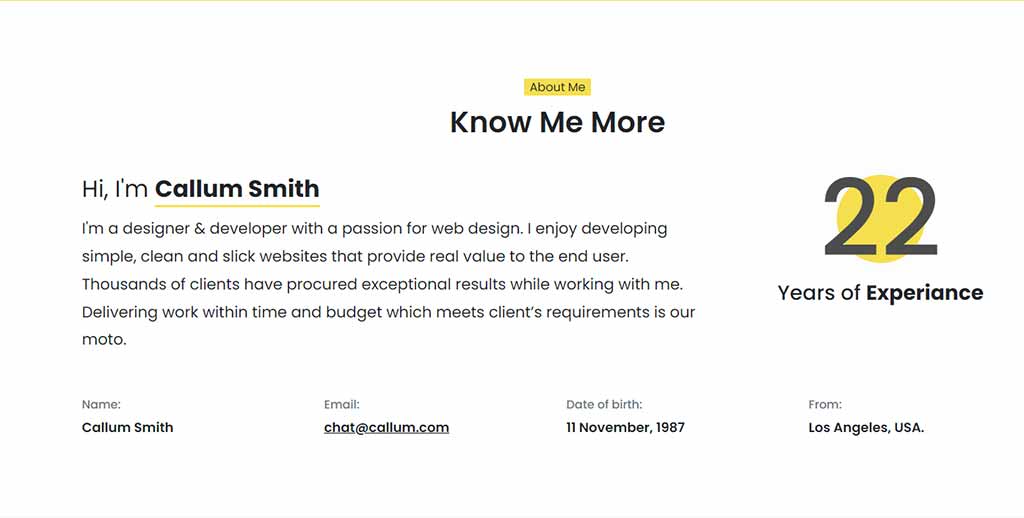 About Me
Know Me More
Hi, I'm Callum Smith
I'm a designer & developer with a passion for web design. I enjoy developing
simple, clean and slick websites that provide real value to the end user.
Thousands of clients have procured exceptional results while working with me.
Delivering work within time and budget which meets client’s requirements is our
moto.
22
Years of Experiance
Name:
Callum Smith
Email:
chat@callum.com
Date of birth:
11 November, 1987
From:
Los Angeles, USA.